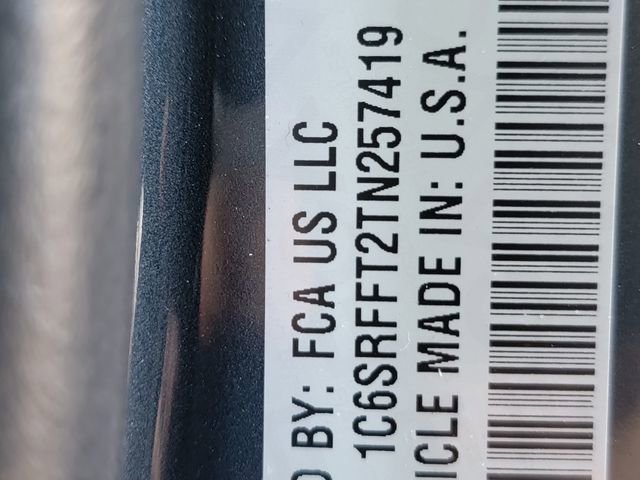 D BY: FCA US LLC
1C6SRFFT2TN257419
ICLE MADE IN: U.S.A.